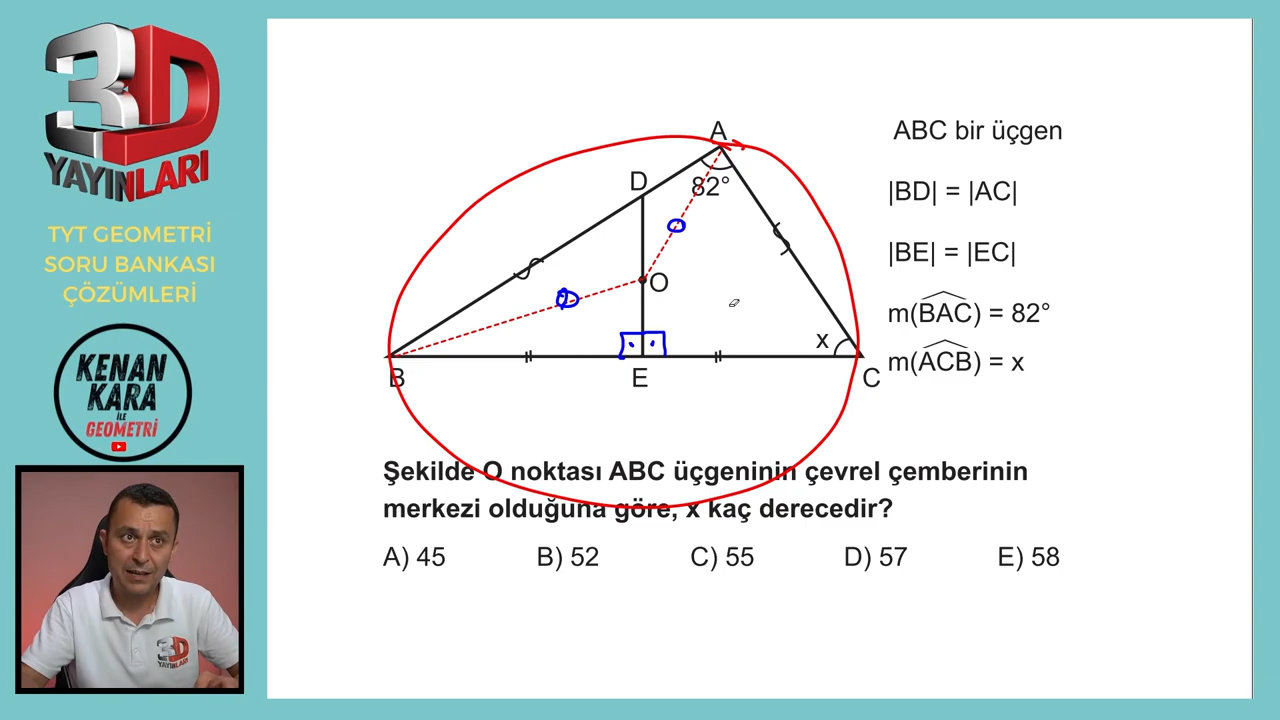 3D
YAYINLARI
TYT GEOMETRİ
SORU BANKASI
ÇÖZÜMLERİ
KENAN
KARA
İLE
GEOMETRİ
3D
YAYINLARI
A
82°
D
O
x
B
E
C
ABC bir üçgen
|BD| = |AC|
|BE| = |EC|
m(BAC) = 82°
m(ACB) = x
Şekilde O noktası ABC üçgeninin çevrel çemberinin
merkezi olduğuna göre, x kaç derecedir?
A) 45 B) 52 C) 55 D) 57 E) 58